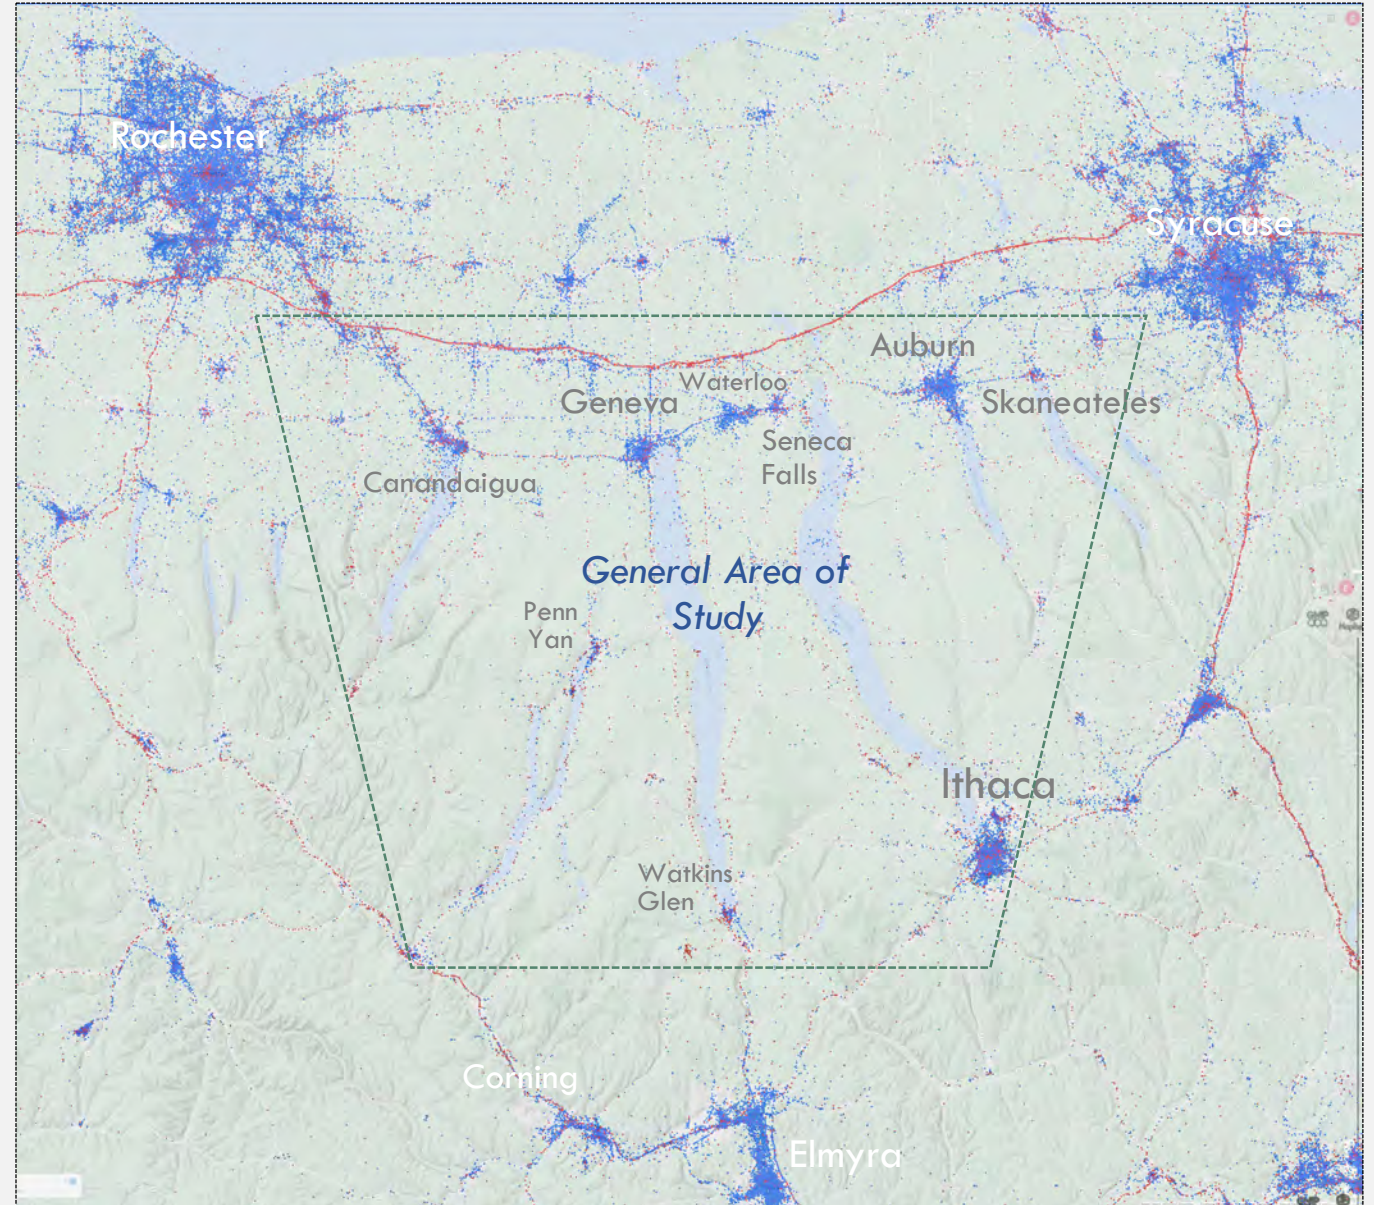 Rochester
Syracuse
Auburn
Waterloo
Geneva
Skaneateles
Seneca
Falls
Canandaigua
General Area of
Study
Penn
Yan
Ithaca
Watkins
Glen
Corning
Elmyra